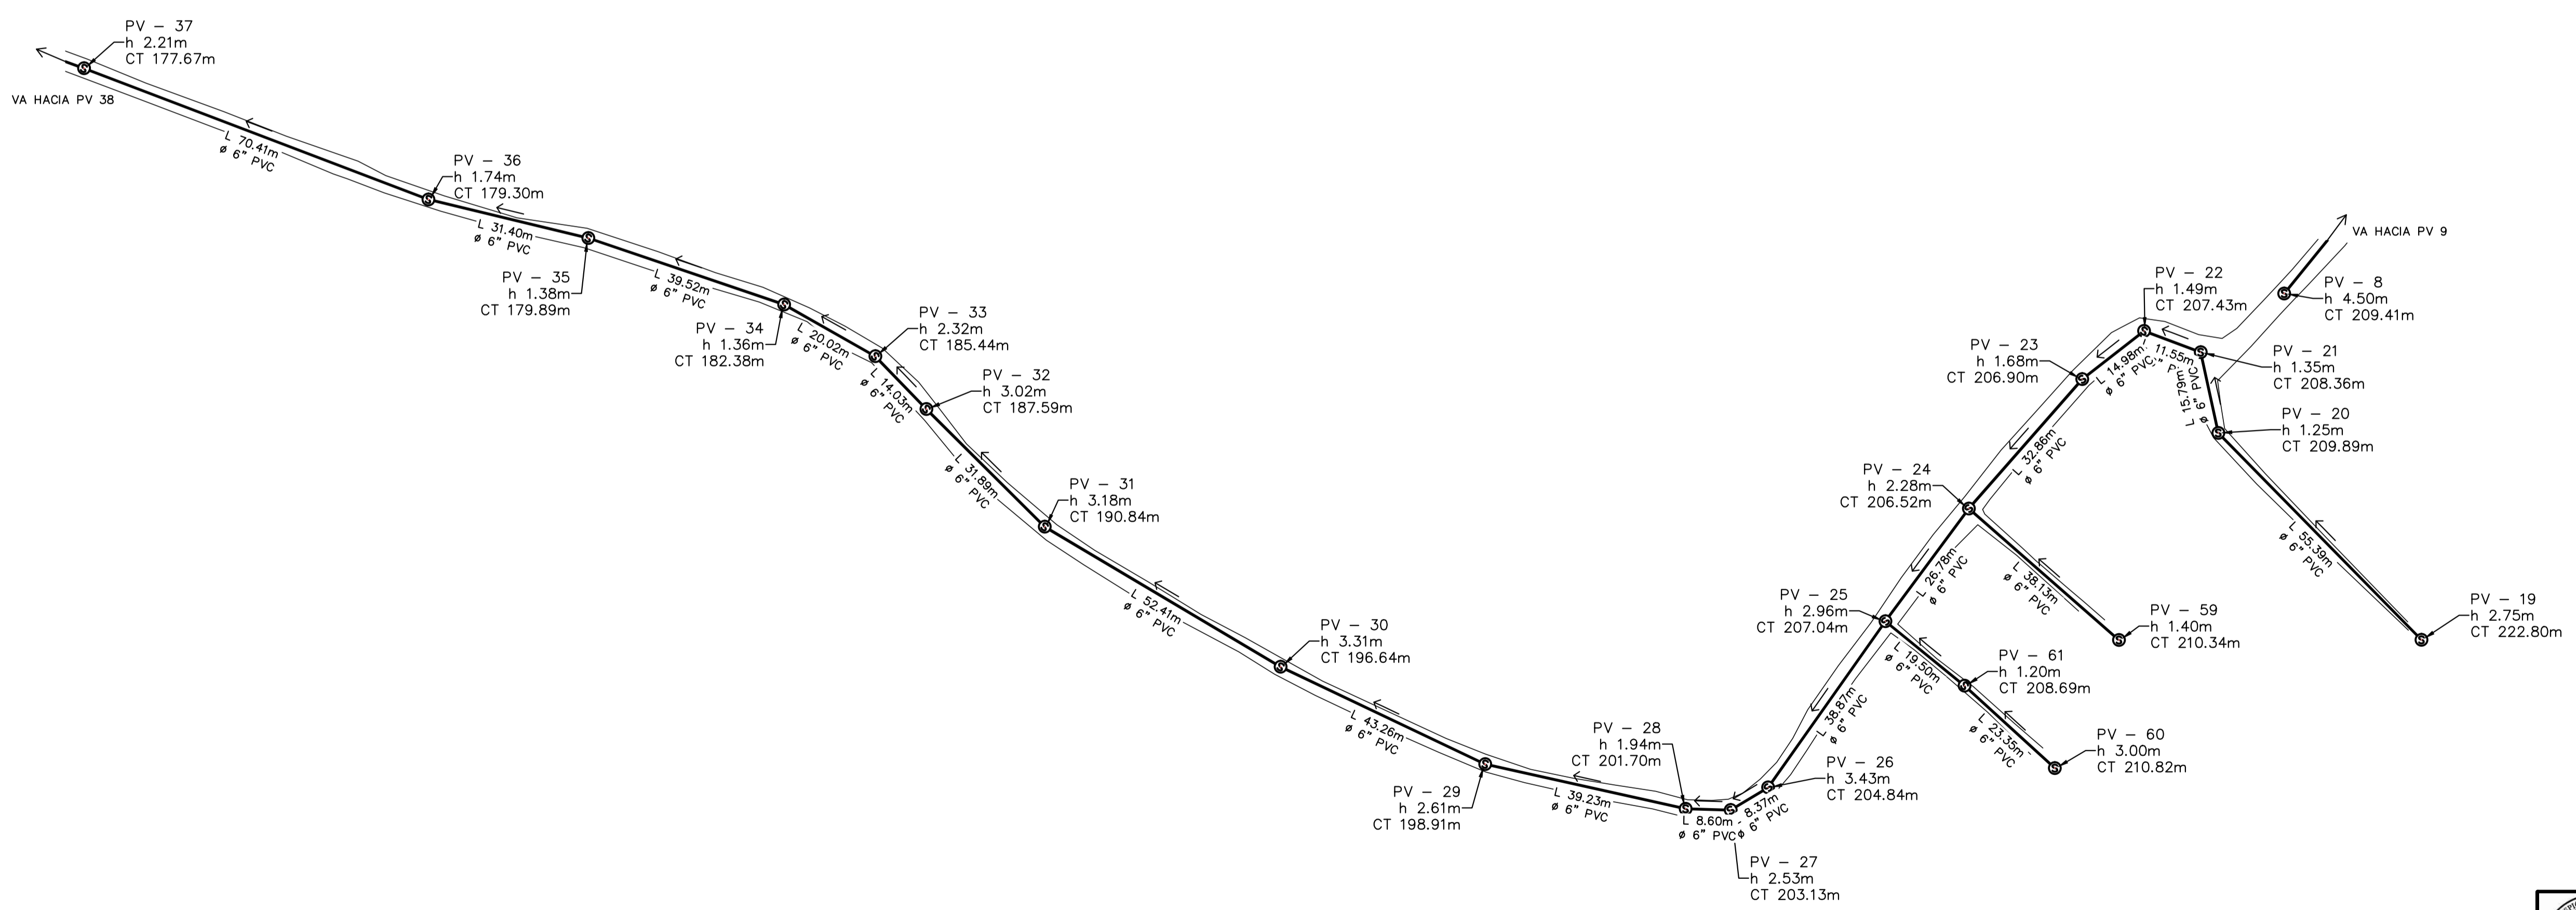 PV - 37
h 2.21m
CT 177.67m
VA HACIA PV 38
L 70.41m
ø 6" PVC
PV - 36
h 1.74m
CT 179.30m
L 31.40m
ø 6" PVC
PV - 35
h 1.38m
CT 179.89m
L 39.52m
ø 6" PVC
PV - 34
h 1.36m
CT 182.38m
L 20.02m
ø 6" PVC
PV - 33
h 2.32m
CT 185.44m
L 14.03m
ø 6" PVC
PV - 32
h 3.02m
CT 187.59m
L 31.89m
ø 6" PVC
PV - 31
h 3.18m
CT 190.84m
L 52.41m
ø 6" PVC
PV - 30
h 3.31m
CT 196.64m
L 43.26m
ø 6" PVC
PV - 29
h 2.61m
CT 198.91m
L 39.23m
ø 6" PVC
PV - 28
h 1.94m
CT 201.70m
L 8.60m
ø 6" PVC
PV - 27
h 2.53m
CT 203.13m
8.37m
ø 6" PVC
PV - 26
h 3.43m
CT 204.84m
L 38.87m
ø 6" PVC
PV - 25
h 2.96m
CT 207.04m
L 19.50m
ø 6" PVC
PV - 61
h 1.20m
CT 208.69m
L 23.35m
ø 6" PVC
PV - 60
h 3.00m
CT 210.82m
L 26.78m
ø 6" PVC
PV - 24
h 2.28m
CT 206.52m
L 38.13m
ø 6" PVC
PV - 59
h 1.40m
CT 210.34m
L 32.86m
ø 6" PVC
PV - 23
h 1.68m
CT 206.90m
L 14.98m
ø 6" PVC
PV - 22
h 1.49m
CT 207.43m
11.55m
PV - 21
h 1.35m
CT 208.36m
L 15.79m
ø 6" PVC
PV - 20
h 1.25m
CT 209.89m
L 55.39m
ø 6" PVC
PV - 19
h 2.75m
CT 222.80m
PV - 8
h 4.50m
CT 209.41m
VA HACIA PV 9